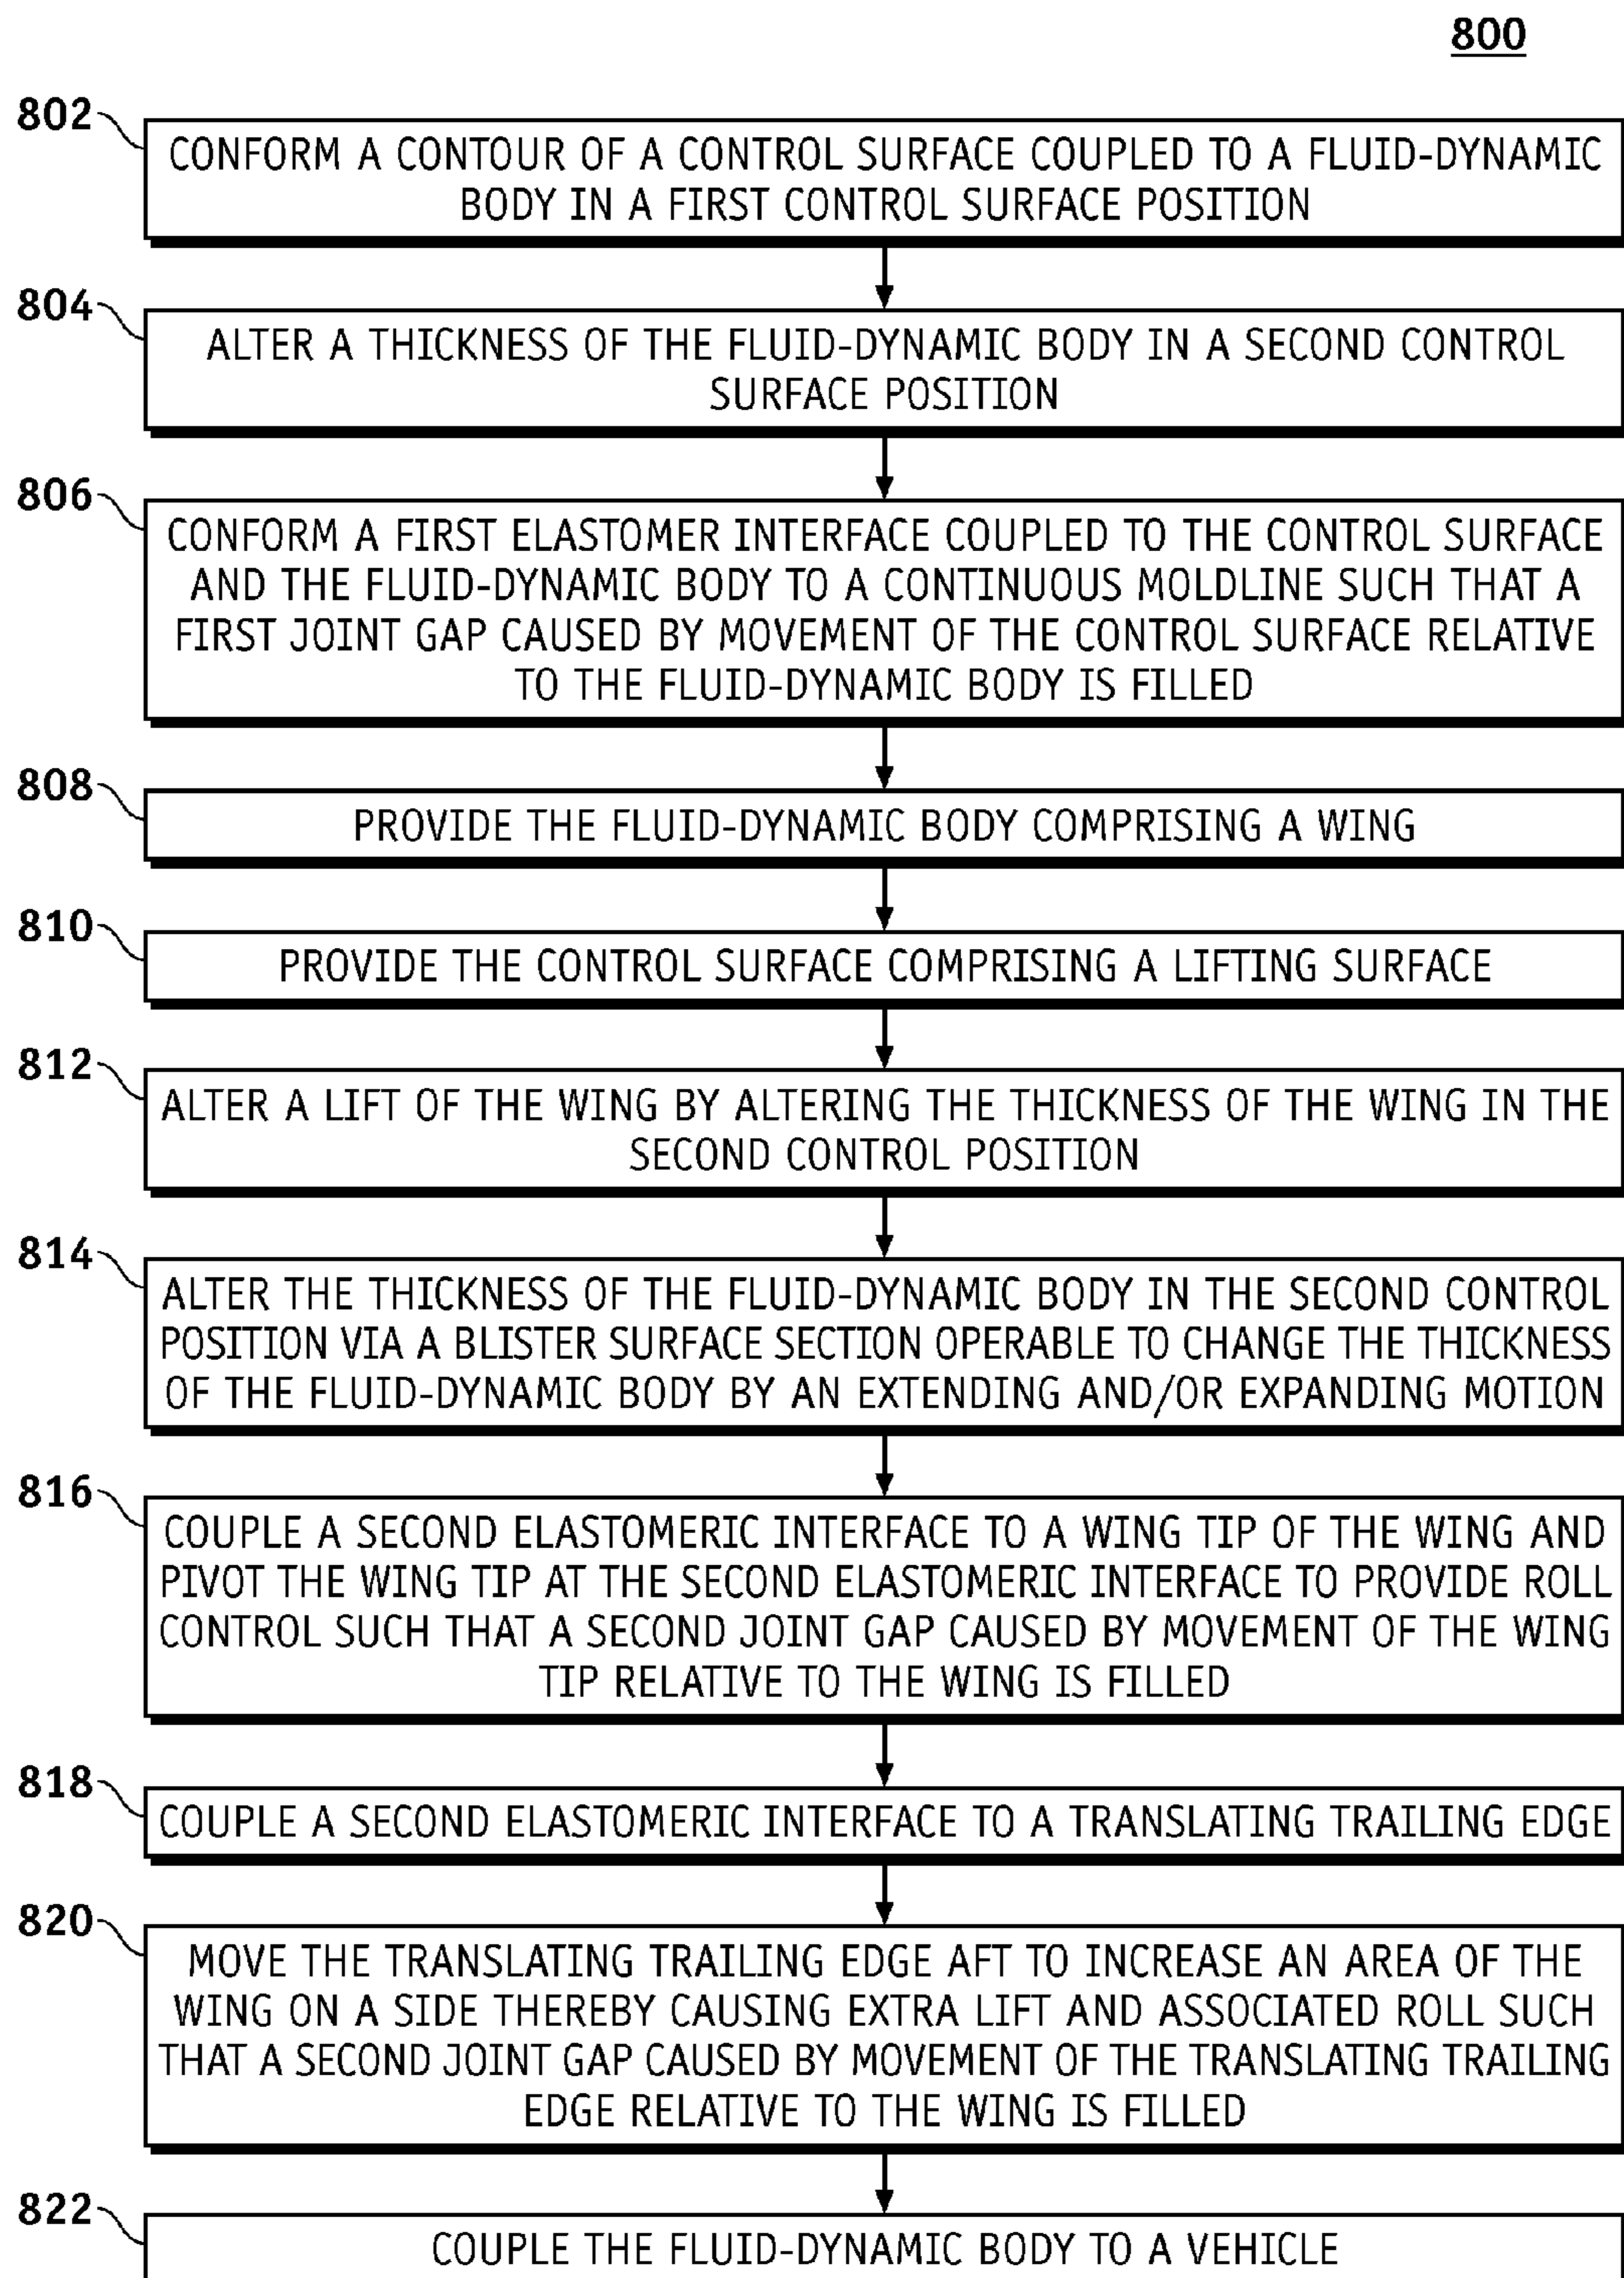 800
802
CONFORM A CONTOUR OF A CONTROL SURFACE COUPLED TO A FLUID-DYNAMIC
BODY IN A FIRST CONTROL SURFACE POSITION
804
ALTER A THICKNESS OF THE FLUID-DYNAMIC BODY IN A SECOND CONTROL
SURFACE POSITION
806
CONFORM A FIRST ELASTOMER INTERFACE COUPLED TO THE CONTROL SURFACE
AND THE FLUID-DYNAMIC BODY TO A CONTINUOUS MOLDLINE SUCH THAT A
FIRST JOINT GAP CAUSED BY MOVEMENT OF THE CONTROL SURFACE RELATIVE
TO THE FLUID-DYNAMIC BODY IS FILLED
808
PROVIDE THE FLUID-DYNAMIC BODY COMPRISING A WING
810
PROVIDE THE CONTROL SURFACE COMPRISING A LIFTING SURFACE
812
ALTER A LIFT OF THE WING BY ALTERING THE THICKNESS OF THE WING IN THE
SECOND CONTROL POSITION
814
ALTER THE THICKNESS OF THE FLUID-DYNAMIC BODY IN THE SECOND CONTROL
POSITION VIA A BLISTER SURFACE SECTION OPERABLE TO CHANGE THE THICKNESS
OF THE FLUID-DYNAMIC BODY BY AN EXTENDING AND/OR EXPANDING MOTION
816
COUPLE A SECOND ELASTOMERIC INTERFACE TO A WING TIP OF THE WING AND
PIVOT THE WING TIP AT THE SECOND ELASTOMERIC INTERFACE TO PROVIDE ROLL
CONTROL SUCH THAT A SECOND JOINT GAP CAUSED BY MOVEMENT OF THE WING
TIP RELATIVE TO THE WING IS FILLED
818
COUPLE A SECOND ELASTOMERIC INTERFACE TO A TRANSLATING TRAILING EDGE
820
MOVE THE TRANSLATING TRAILING EDGE AFT TO INCREASE AN AREA OF THE
WING ON A SIDE THEREBY CAUSING EXTRA LIFT AND ASSOCIATED ROLL SUCH
THAT A SECOND JOINT GAP CAUSED BY MOVEMENT OF THE TRANSLATING TRAILING
EDGE RELATIVE TO THE WING IS FILLED
822
COUPLE THE FLUID-DYNAMIC BODY TO A VEHICLE